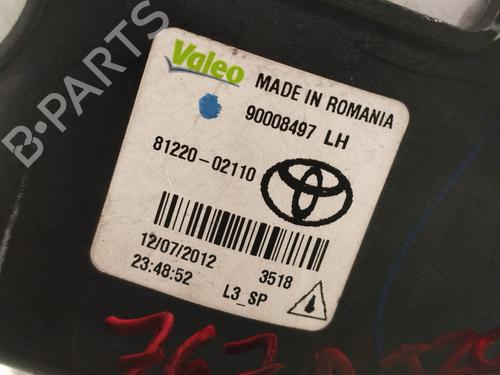 B-PARTS
Valeo
MADE IN ROMANIA
90008497 LH
81220-02110
12/07/2012 3518
23:48:52 L3_SP